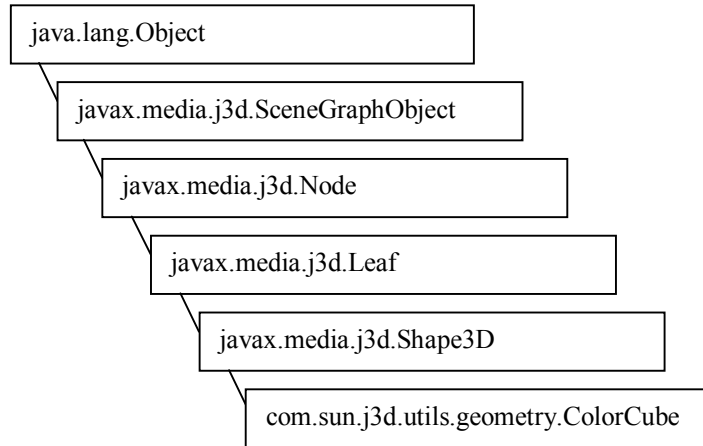 java.lang.Object
javax.media.j3d.SceneGraphObject
javax.media.j3d.Node
javax.media.j3d.Leaf
javax.media.j3d.Shape3D
com.sun.j3d.utils.geometry.ColorCube